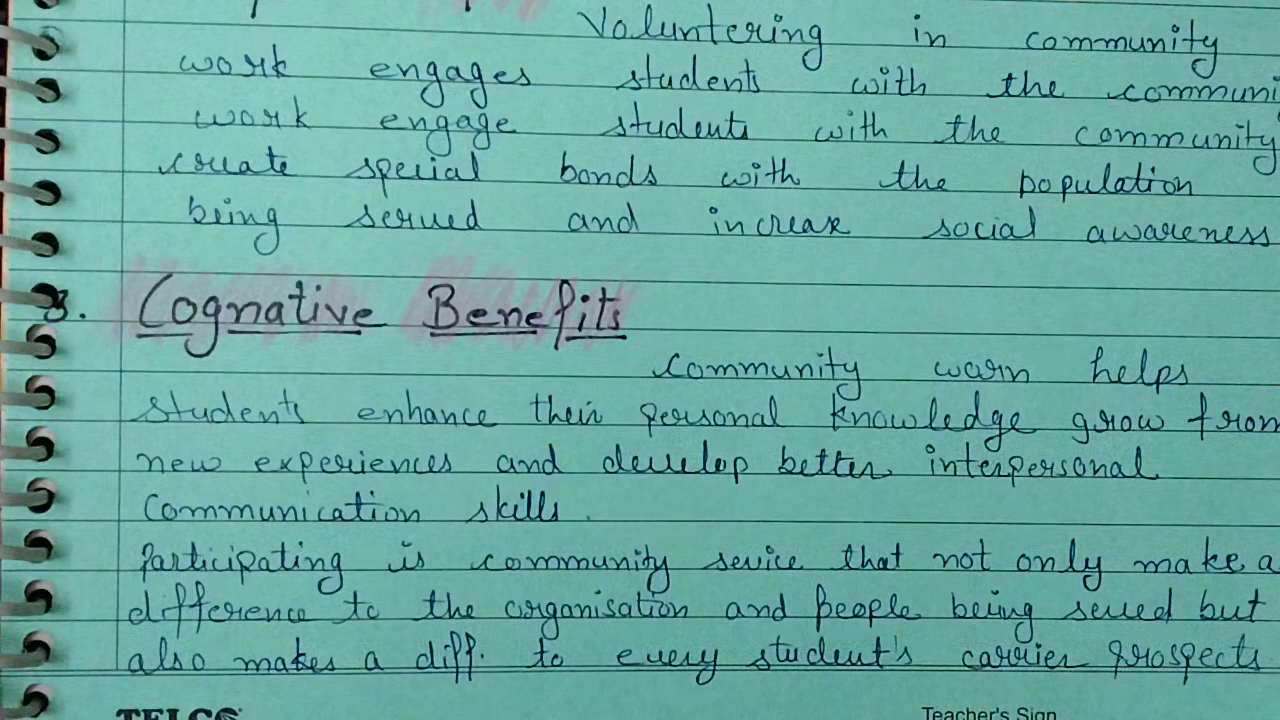 Voluntering in community
work engages students with the communi
work engage students with the community
create special bonds with the population
being served and increase social awareness
3. Cognative Benefits
Community warn helps
students enhance their personal knowledge grow from
new experiences and develop better interpersonal
communication skills.
Participating is community sevice that not only make a
difference to the organisation and people being served but
also makes a diff. to every student's carrier prospects
TELCO
Teacher's Sign